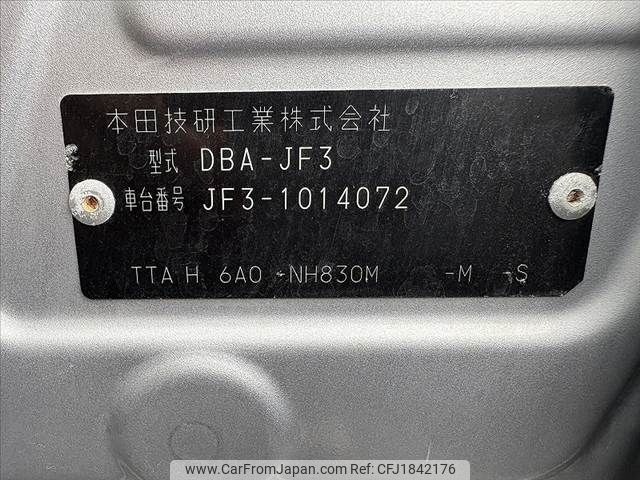 本田技研工業株式会社
型式 DBA-JF3
車台番号 JF3-1014072
TTA H 6A0 -NH830M -M -S
www.CarFromJapan.com Ref: CFJ1842176